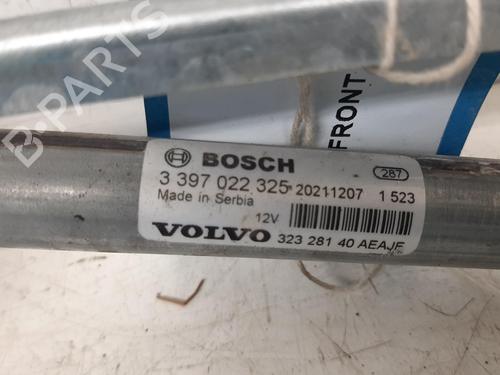 FRONT
BOSCH
287
3 397 022 325 20211207 1 523
Made in Serbia
12V
VOLVO 323 281 40 AEAJF
B-PARTS